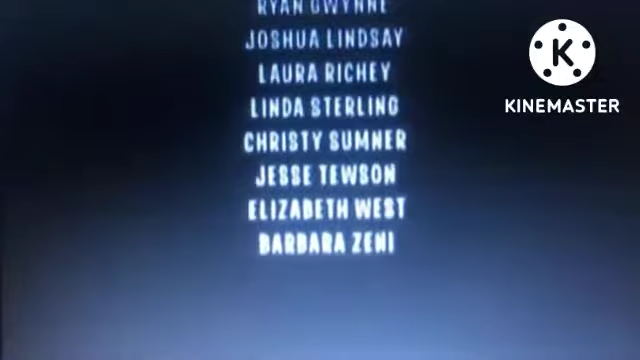 RYAN GWYNNE
JOSHUA LINDSAY
LAURA RICHEY
LINDA STERLING
CHRISTY SUMNER
JESSE TEWSON
ELIZABETH WEST
BARBARA ZENI
K
KINEMASTER